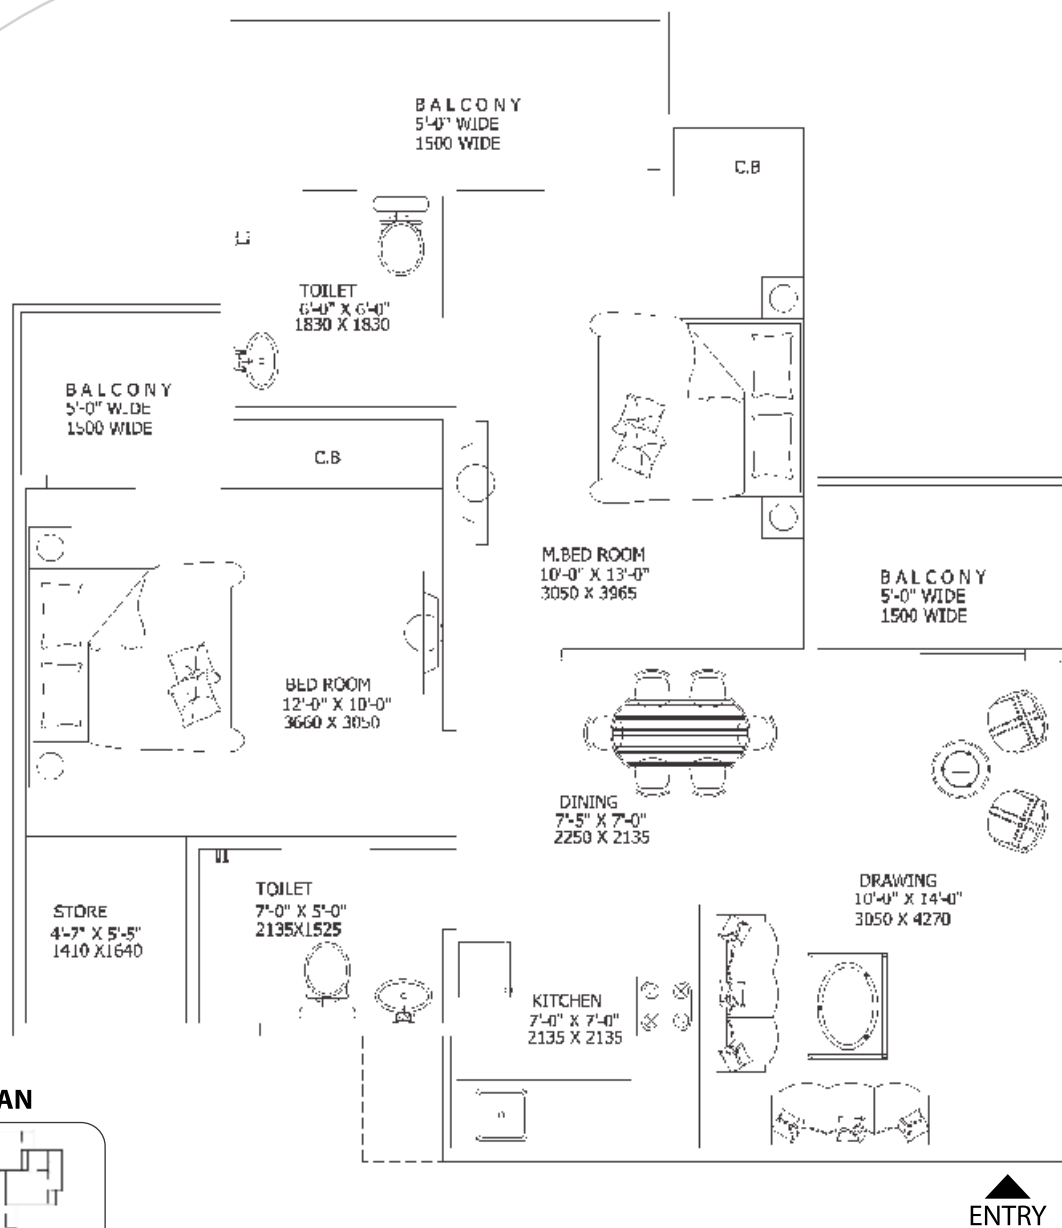 BALCONY
5'-0" WIDE
1500 WIDE
C.B
TOILET
6'-0" X 6'-0"
1830 X 1830
BALCONY
5'-0" WIDE
1500 WIDE
C.B
M.BED ROOM
10'-0" X 13'-0"
3050 X 3965
BALCONY
5'-0" WIDE
1500 WIDE
BED ROOM
12'-0" X 10'-0"
3660 X 3050
DINING
7'-5" X 7'-0"
2250 X 2135
DRAWING
10'-0" X 14'-0"
3050 X 4270
TOILET
7'-0" X 5'-0"
2135X1525
STORE
4'-7" X 5'-5"
1410 X1640
KITCHEN
7'-0" X 7'-0"
2135 X 2135
AN
ENTRY